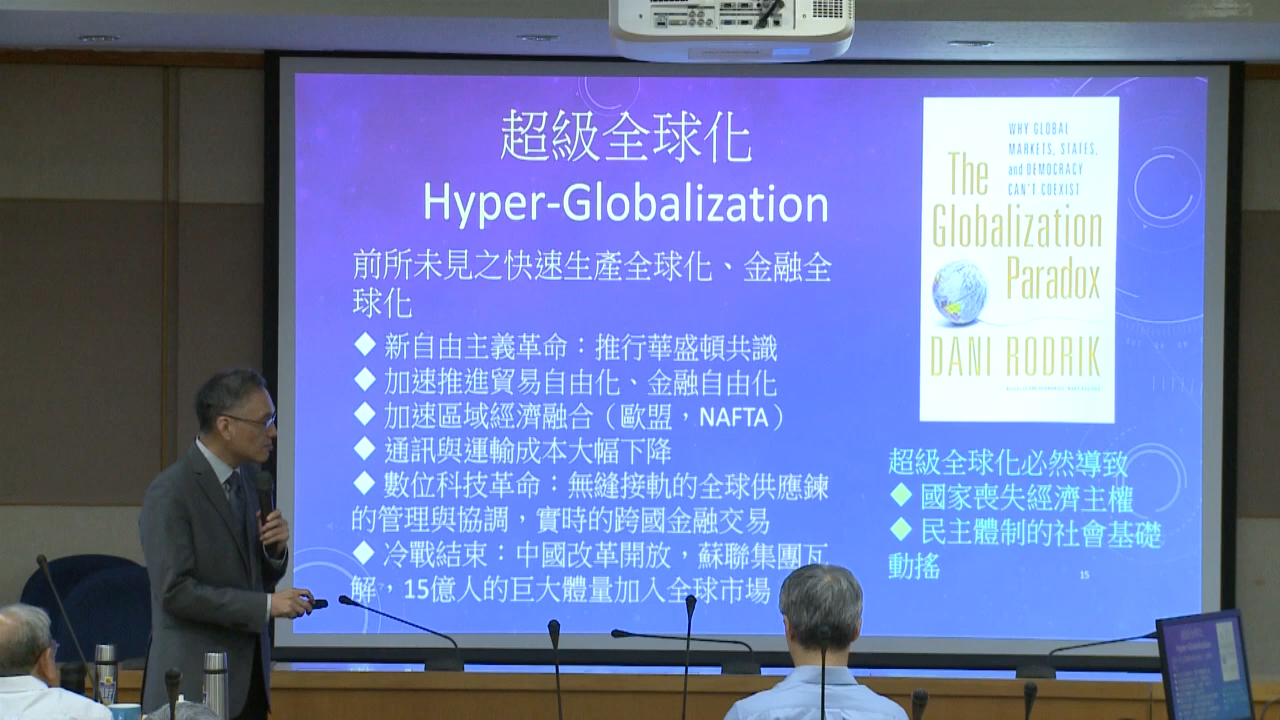 超級全球化
Hyper-Globalization
前所未見之快速生產全球化、金融全
球化
◆ 新自由主義革命：推行華盛頓共識
◆ 加速推進貿易自由化、金融自由化
◆ 加速區域經濟融合（歐盟，NAFTA）
◆ 通訊與運輸成本大幅下降
◆ 數位科技革命：無縫接軌的全球供應鍊
的管理與協調，實時的跨國金融交易
◆ 冷戰結束：中國改革開放，蘇聯集團瓦
解，15億人的巨大體量加入全球市場
WHY GLOBAL
MARKETS, STATES,
and DEMOCRACY
CAN'T COEXIST
The
Globalization
Paradox
DANI RODRIK
超級全球化必然導致
◆ 國家喪失經濟主權
◆ 民主體制的社會基礎
動搖
15